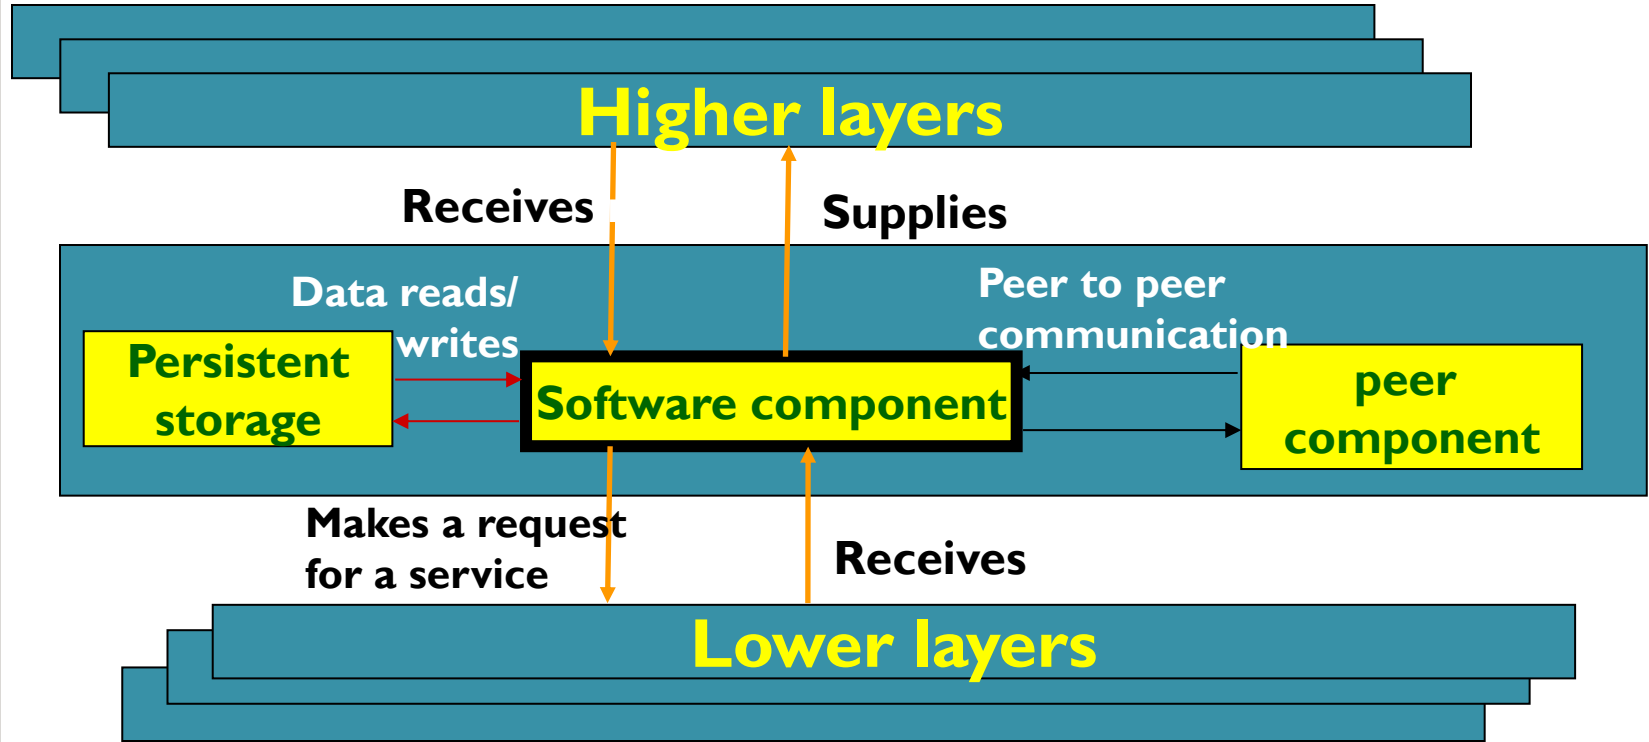 Higher layers
Receives
Supplies
Data reads/
writes
Peer to peer
communication
Persistent
storage
Software component
peer
component
Makes a request
for a service
Receives
Lower layers